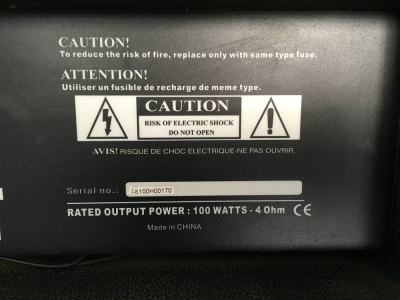 CAUTION!
To reduce the risk of fire, replace only with same type fuse.
ATTENTION!
Utiliser un fusible de recharge de meme type.
CAUTION
RISK OF ELECTRIC SHOCK
DO NOT OPEN
AVIS! RISQUE DE CHOC ELECTRIQUE-NE PAS OUVRIR.
Serial no.: L6100H00170
RATED OUTPUT POWER : 100 WATTS - 4 Ohm CE
Made in CHINA